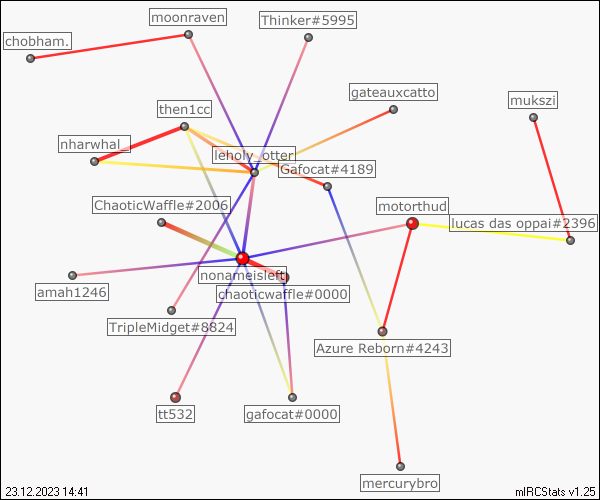 moonraven
Thinker#5995
chobham.
gateauxcatto
mukszi
then1cc
nharwhal_
leholy_otter
Gafocat#4189
ChaoticWaffle#2006
motorthud
lucas das oppai#2396
nonameisleft
chaoticwaffle#0000
amah1246
TripleMidget#8824
Azure Reborn#4243
tt532
gafocat#0000
mercurybro
23.12.2023 14:41
mIRCStats v1.25